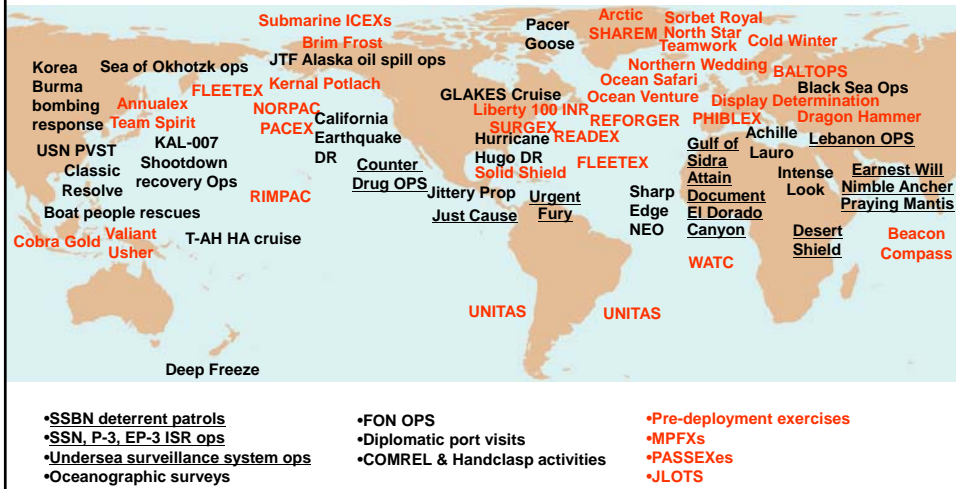 Submarine ICEXs
Brim Frost
JTF Alaska oil spill ops
Pacer
Goose
Arctic
SHAREM
Sorbet Royal
North Star
Teamwork
Cold Winter
Korea
Burma
bombing
response
Sea of Okhotzk ops
FLEETEX
Kernal Potlach
Northern Wedding
Ocean Safari
Ocean Venture
BALTOPS
Black Sea Ops
Annualex
Team Spirit
NORPAC
PACEX
California
Earthquake
DR
GLAKES Cruise
Liberty 100 INR
SURGEX
READEX
REFORGER
Display Determination
PHIBLEX
Dragon Hammer
USN PVST
Classic
Resolve
KAL-007
Shootdown
recovery Ops
Counter
Drug OPS
Hurricane
Hugo DR
Solid Shield
FLEETEX
Gulf of
Sidra
Attain
Document
El Dorado
Canyon
Achille
Lauro
Lebanon OPS
Intense
Look
Earnest Will
Nimble Ancher
Praying Mantis
Boat people rescues
RIMPAC
Jittery Prop
Just Cause
Urgent
Fury
Sharp
Edge
NEO
Cobra Gold
Valiant
Usher
T-AH HA cruise
Desert
Shield
Beacon
Compass
WATC
UNITAS
UNITAS
Deep Freeze
•SSBN deterrent patrols
•SSN, P-3, EP-3 ISR ops
•Undersea surveillance system ops
•Oceanographic surveys
•FON OPS
•Diplomatic port visits
•COMREL & Handclasp activities
•Pre-deployment exercises
•MPFXs
•PASSEXes
•JLOTS